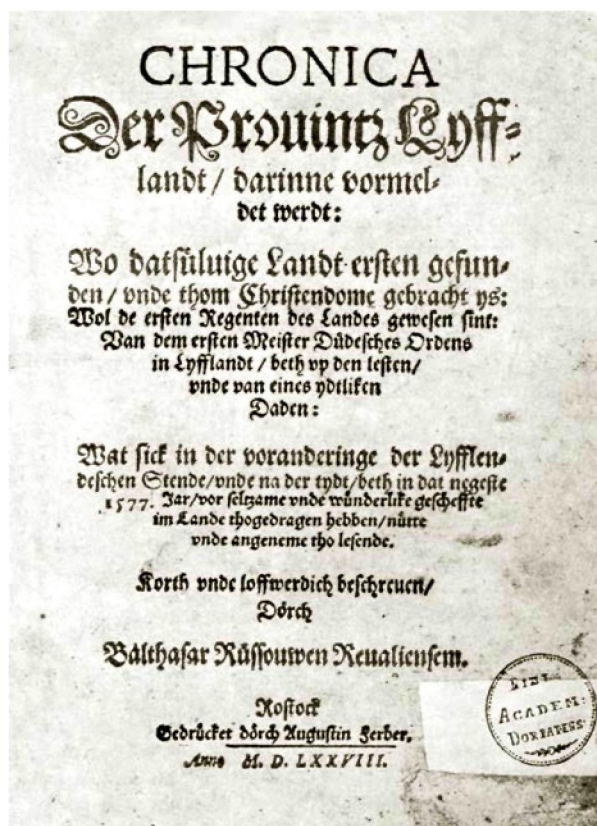 CHRONICA
Der Prouintz Lyff⸗
landt / darinne vormel⸗
det werdt:
Wo datsüluige Landt ersten gefun⸗
den / vnde thom Christendome gebracht ys:
Wol de ersten Regenten des Landes gewesen sint:
Van dem ersten Meister Düdesches Ordens
in Lyfflandt / beth vp den lesten /
vnde van eines ydtliken
Daden:
Wat sick in der voranderinge der Lyfflen⸗
deschen Stende / vnde na der tydt / beth in dat negeste
1577. Jar / vor seltzame vnde wünderlike gescheffte
im Lande thogedragen hebben / nütte
vnde angeneme tho lesende.
Korth vnde loffwerdich beschreuen /
Dörch
Balthasar Rüssouwen Reualiensem.
Rostock
Gedrücket dörch Augustin Ferber.
Anno M. D. LXXVIII.
BIBL:
ACADEM:
DORPATENS: